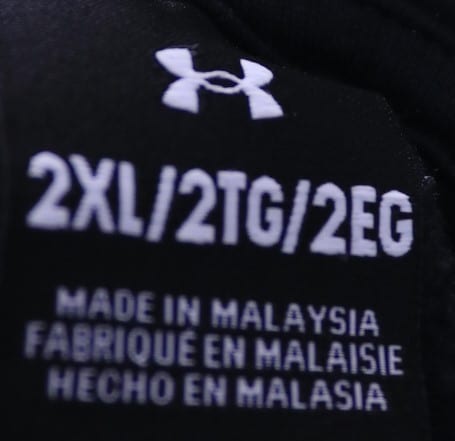 2XL/2TG/2EG
MADE IN MALAYSIA
FABRIQUÉ EN MALAISIE
HECHO EN MALASIA